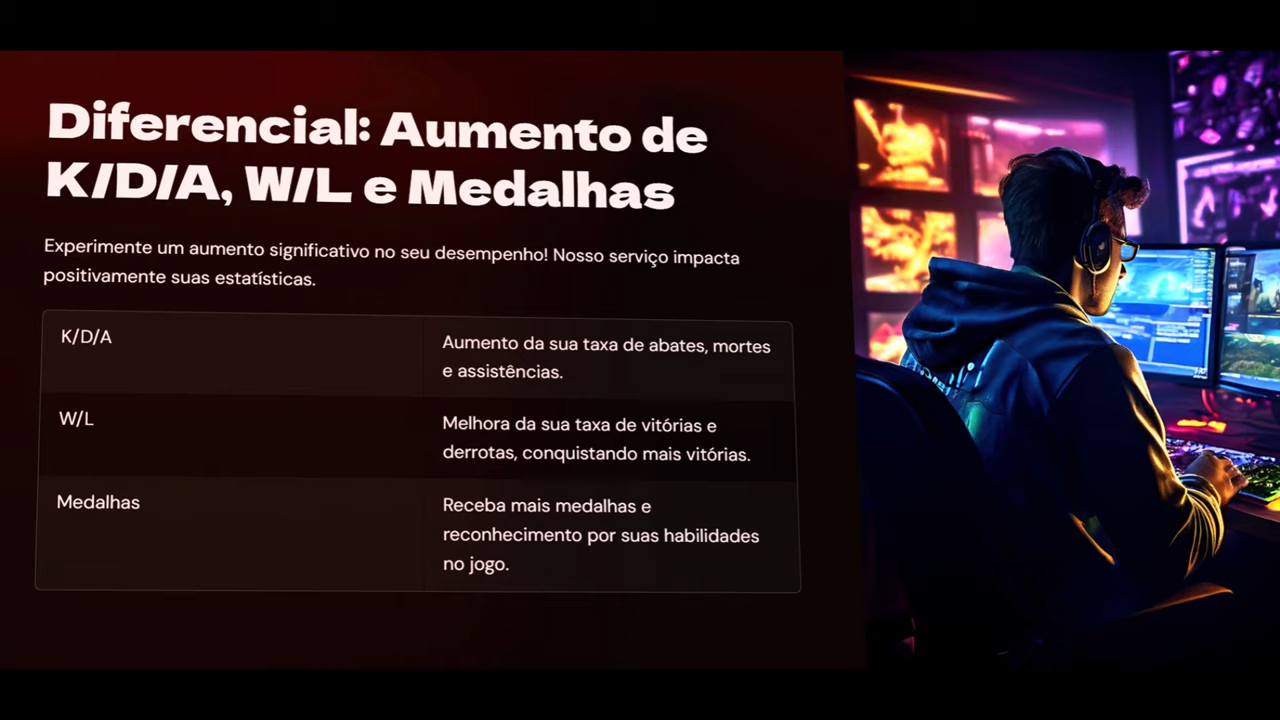 Diferencial: Aumento de
K/D/A, W/L e Medalhas
Experimente um aumento significativo no seu desempenho! Nosso serviço impacta
positivamente suas estatísticas.
K/D/A
Aumento da sua taxa de abates, mortes
e assistências.
W/L
Melhora da sua taxa de vitórias e
derrotas, conquistando mais vitórias.
Medalhas
Receba mais medalhas e
reconhecimento por suas habilidades
no jogo.